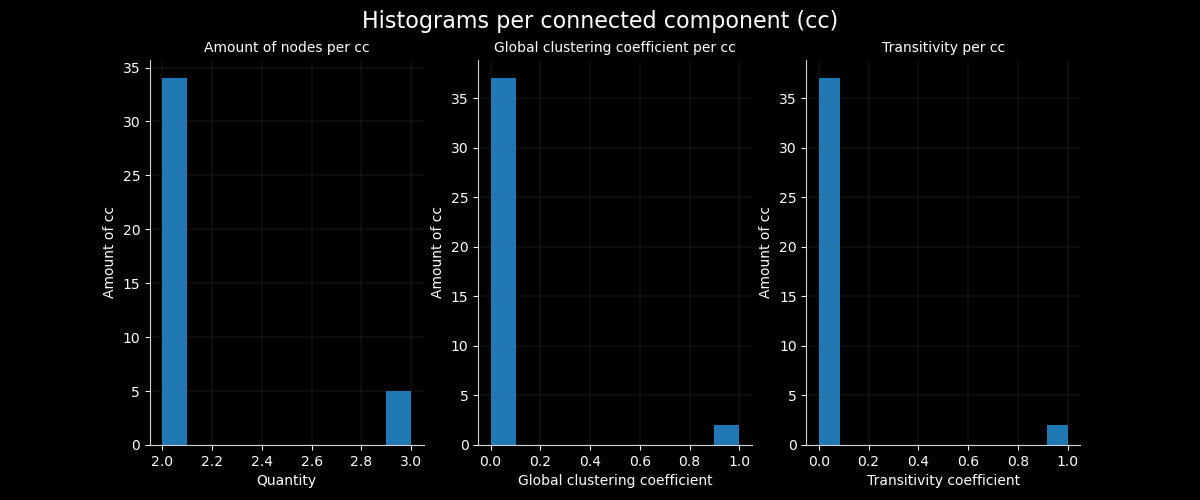 Histograms per connected component (cc)
Amount of nodes per cc
Amount of cc
35
30
25
20
15
10
5
0
2.0 2.2 2.4 2.6 2.8 3.0
Quantity
Global clustering coefficient per cc
Amount of cc
35
30
25
20
15
10
5
0
0.0 0.2 0.4 0.6 0.8 1.0
Global clustering coefficient
Transitivity per cc
Amount of cc
35
30
25
20
15
10
5
0
0.0 0.2 0.4 0.6 0.8 1.0
Transitivity coefficient